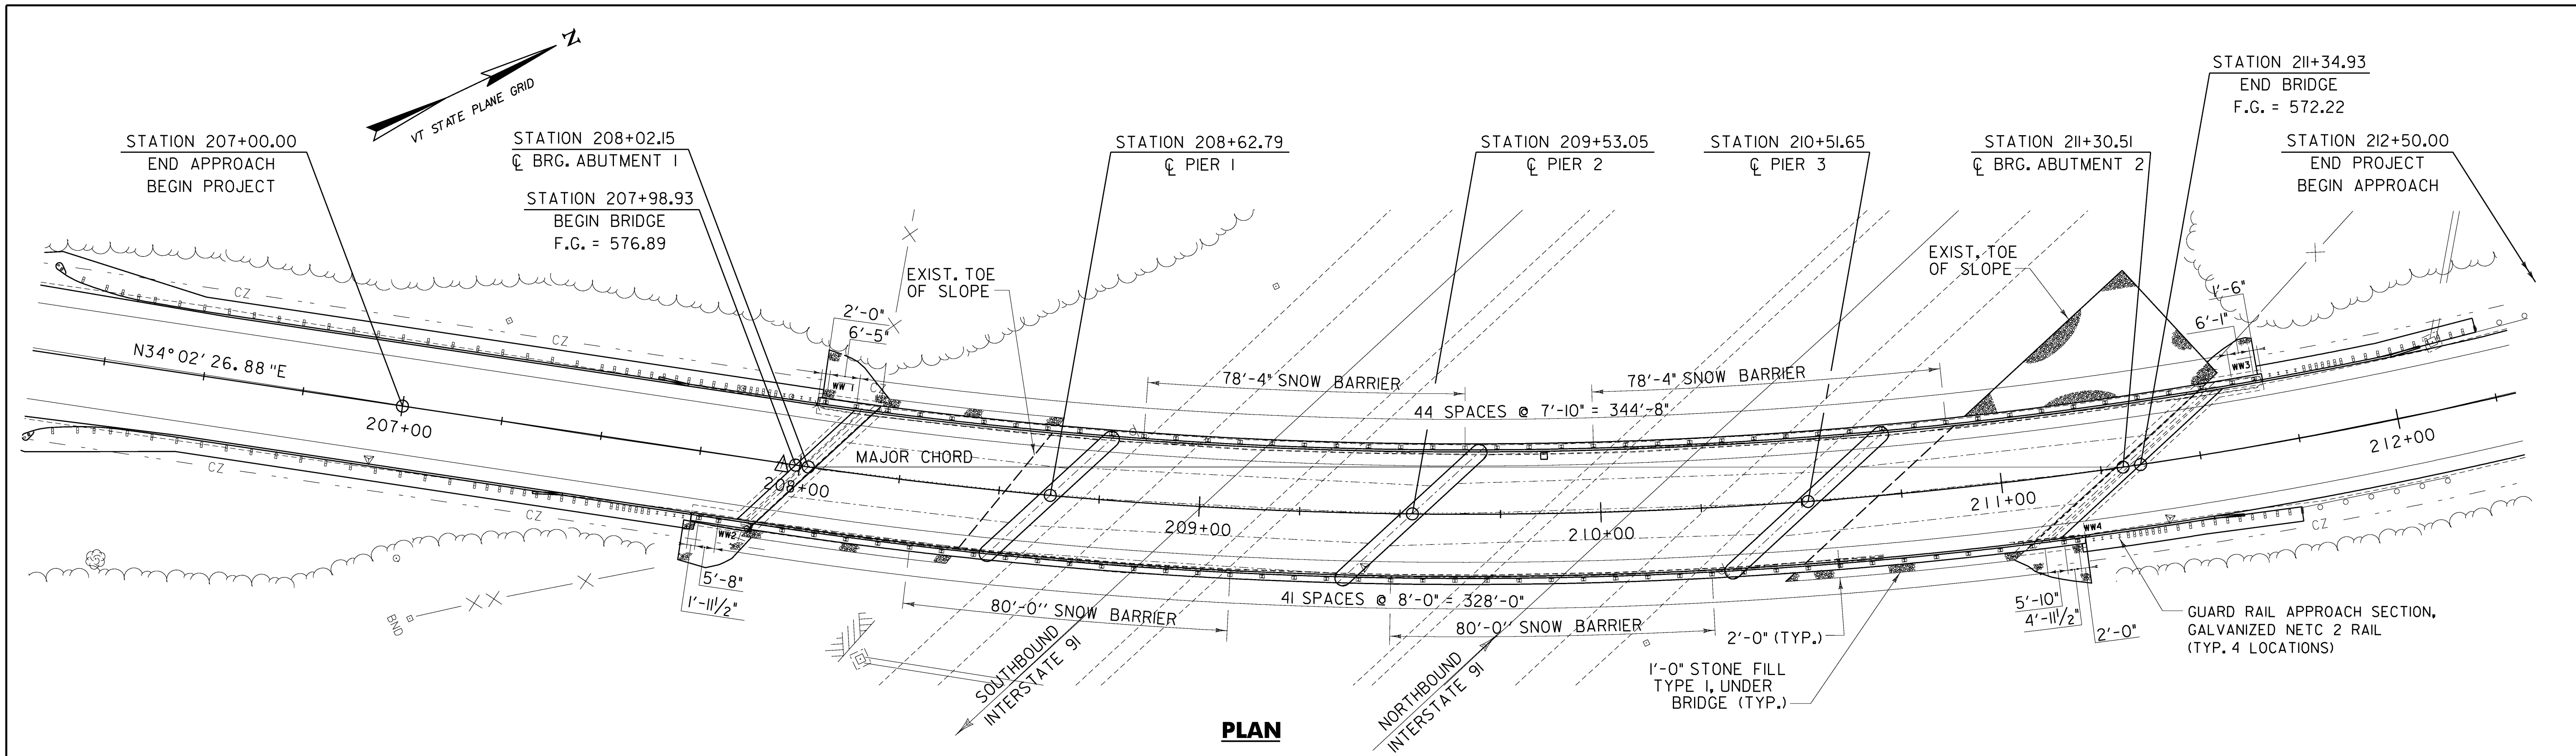 N
VT STATE PLANE GRID
STATION 207+00.00
END APPROACH
BEGIN PROJECT
STATION 208+02.15
℄ BRG. ABUTMENT 1
STATION 207+98.93
BEGIN BRIDGE
F.G. = 576.89
STATION 208+62.79
℄ PIER 1
STATION 209+53.05
℄ PIER 2
STATION 210+51.65
℄ PIER 3
STATION 211+30.51
℄ BRG. ABUTMENT 2
STATION 211+34.93
END BRIDGE
F.G. = 572.22
STATION 212+50.00
END PROJECT
BEGIN APPROACH
EXIST. TOE
OF SLOPE
EXIST. TOE
OF SLOPE
CZ
CZ
CZ
2'-0"
6'-5"
WW 1
1'-6"
6'-1"
WW3
N34° 02' 26.88 "E
207+00
78'-4" SNOW BARRIER
78'-4" SNOW BARRIER
44 SPACES @ 7'-10" = 344'-8"
MAJOR CHORD
208+00
209+00
210+00
211+00
212+00
CZ
CZ
CZ
WW2
WW4
5'-8"
1'-11 1/2"
BND
80'-0'' SNOW BARRIER
41 SPACES @ 8'-0" = 328'-0"
80'-0'' SNOW BARRIER
2'-0" (TYP.)
5'-10"
4'-11 1/2"
2'-0"
GUARD RAIL APPROACH SECTION,
GALVANIZED NETC 2 RAIL
(TYP. 4 LOCATIONS)
1'-0" STONE FILL
TYPE 1, UNDER
BRIDGE (TYP.)
SOUTHBOUND
INTERSTATE 91
NORTHBOUND
INTERSTATE 91
PLAN